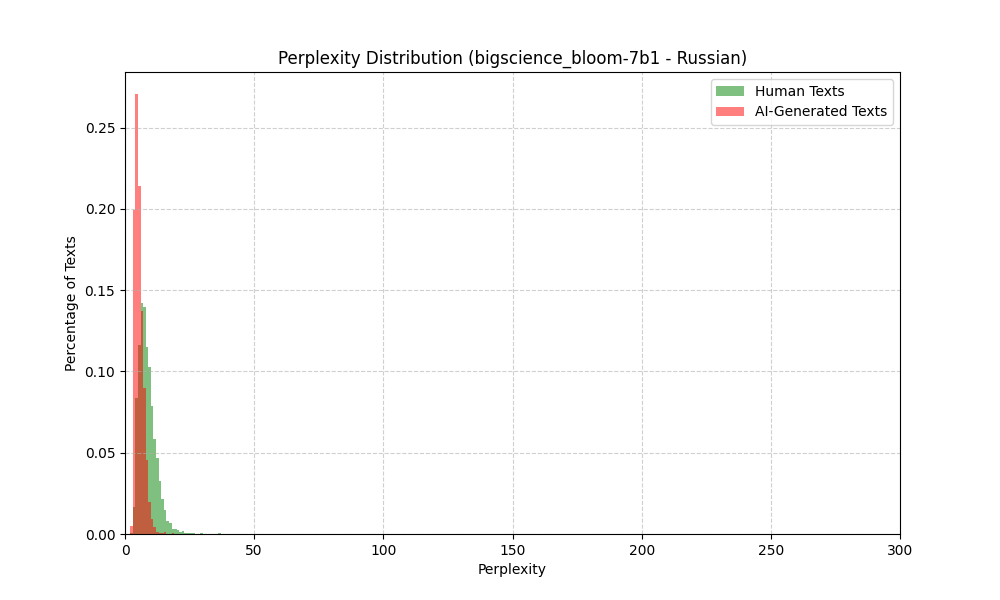 Perplexity Distribution (bigscience_bloom-7b1 - Russian)
Human Texts
AI-Generated Texts
Percentage of Texts
0.25
0.20
0.15
0.10
0.05
0.00
0 50 100 150 200 250 300
Perplexity